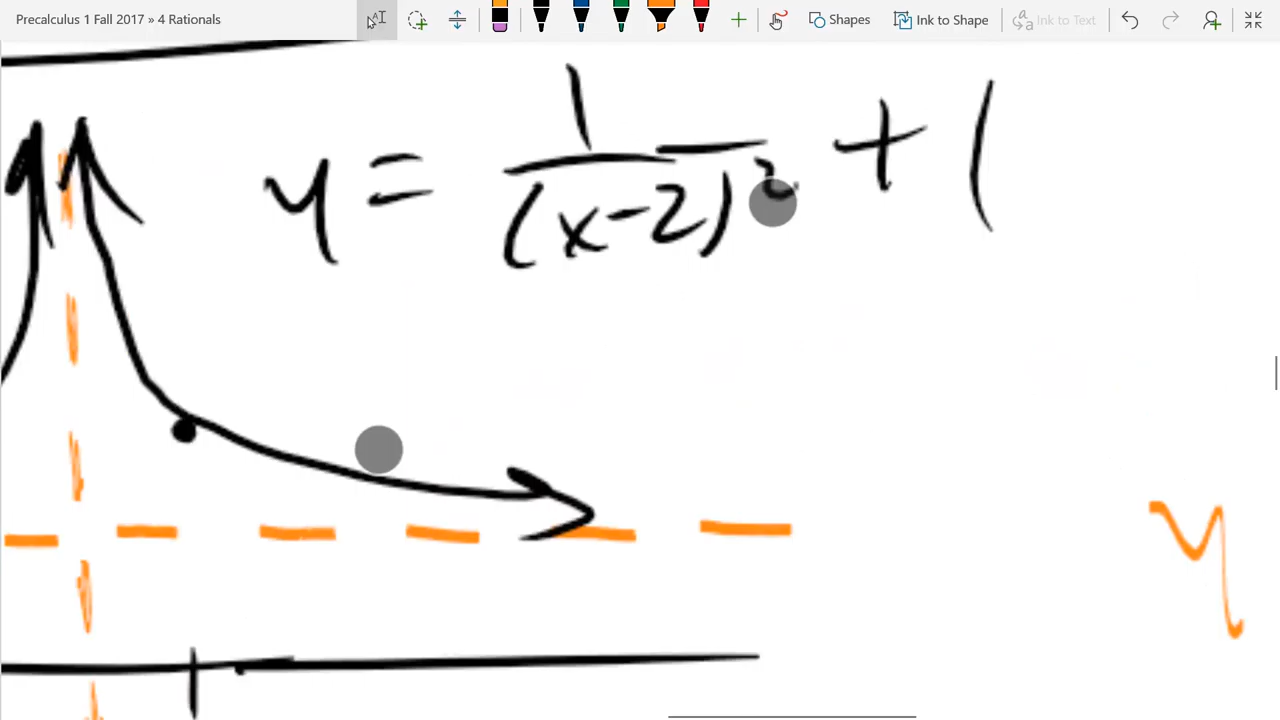 Precalculus 1 Fall 2017 » 4 Rationals
Shapes
Ink to Shape
Ink to Text
y = 1/(x-2)² + 1
y